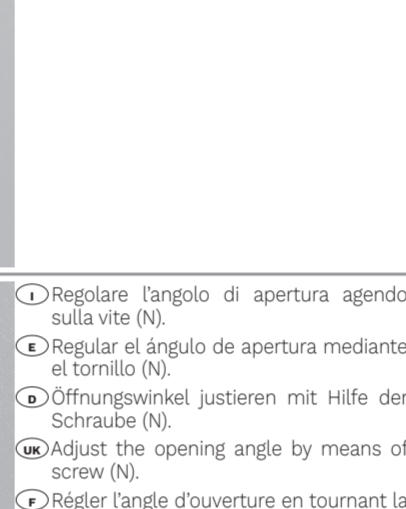 I Regolare l'angolo di apertura agendo
sulla vite (N).
E Regular el ángulo de apertura mediante
el tornillo (N).
D Öffnungswinkel justieren mit Hilfe der
Schraube (N).
UK Adjust the opening angle by means of
screw (N).
F Régler l'angle d'ouverture en tournant la